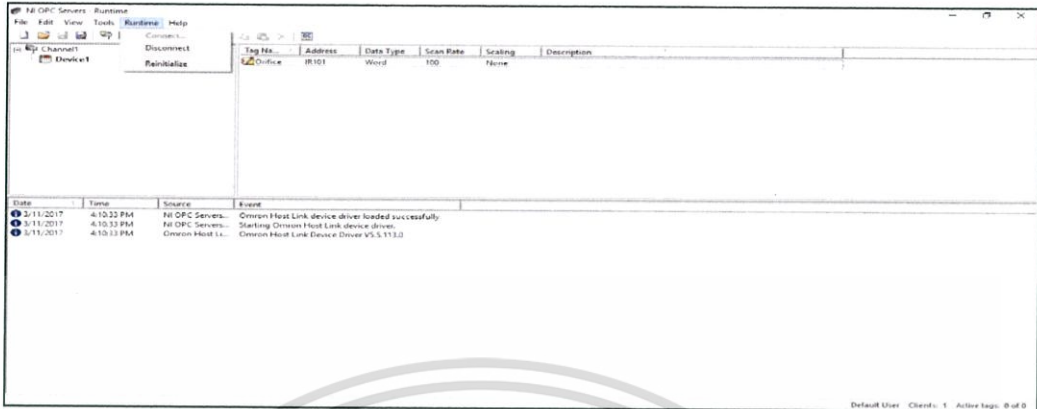 NI OPC Servers - Runtime
File Edit View Tools Runtime Help
Connect...
Disconnect
Reinitialize
Channel1
Device1
Tag Na... Address Data Type Scan Rate Scaling Description
Orifice IR101 Word 100 None
Date Time Source Event
3/11/2017 4:10:33 PM NI OPC Servers... Omron Host Link device driver loaded successfully.
3/11/2017 4:10:33 PM NI OPC Servers... Starting Omron Host Link device driver.
3/11/2017 4:10:33 PM Omron Host Li... Omron Host Link Device Driver V5.5.113.0
Default User Clients: 1 Active tags: 0 of 0